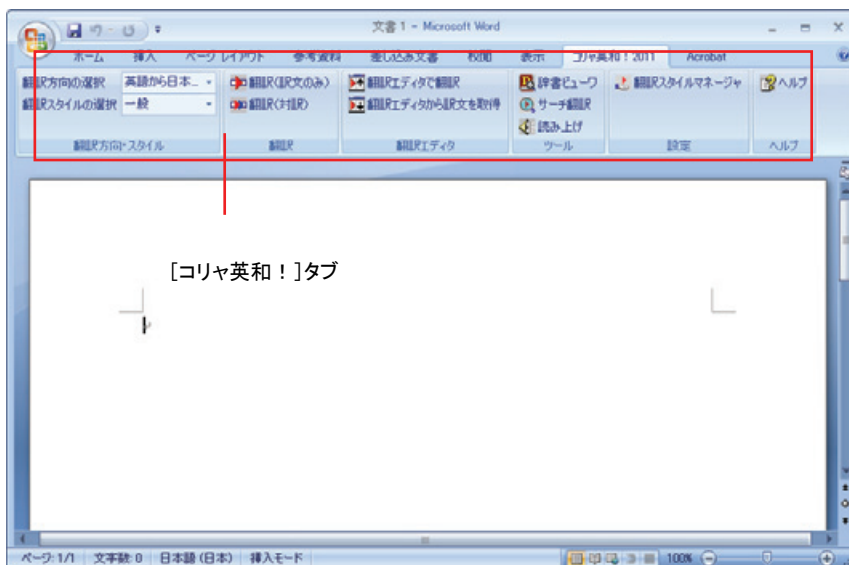 文書 1 - Microsoft Word
ホーム 挿入 ページ レイアウト 参考資料 差し込み文書 校閲 表示 コリャ英和！2011 Acrobat
翻訳方向の選択 英語から日本... 翻訳(訳文のみ) 翻訳エディタで翻訳 辞書ビューワ 翻訳スタイルマネージャ ヘルプ
翻訳スタイルの選択 一般 翻訳(対訳) 翻訳エディタから訳文を取得 サーチ翻訳
読み上げ
翻訳方向・スタイル 翻訳 翻訳エディタ ツール 設定 ヘルプ
[コリャ英和！]タブ
ページ: 1/1 文字数: 0 日本語 (日本) 挿入モード 100%